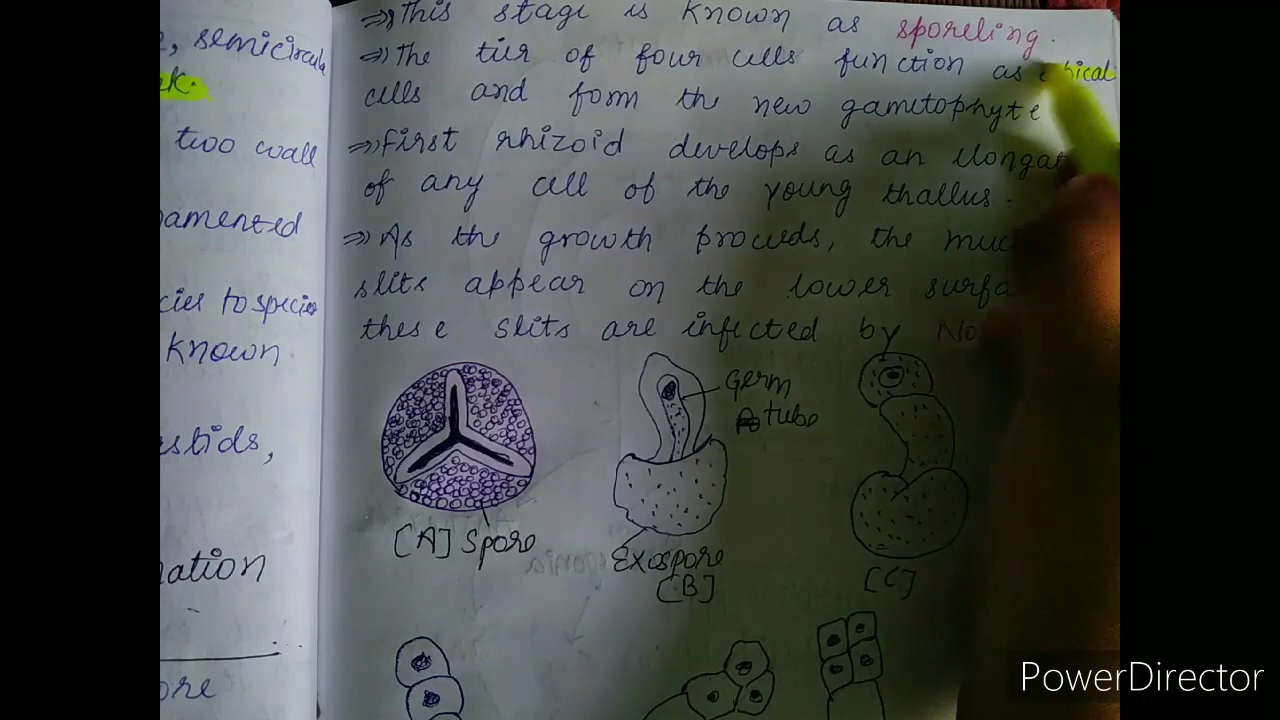 e, semicircula
k.
two wall
amented
cies to species
known
stids,
ation
ore
⇒) This stage is known as sporeling.
⇒) The tier of four cells function as apical
cells and form the new gametophyte
⇒) First rhizoid develops as an elongat
of any cell of the young thallus.
⇒) As the growth proceeds, the muc
slits appear on the lower surfa
these slits are infected by No
Germ
tube
[A] Spore
Exospore
[B]
[C]
PowerDirector